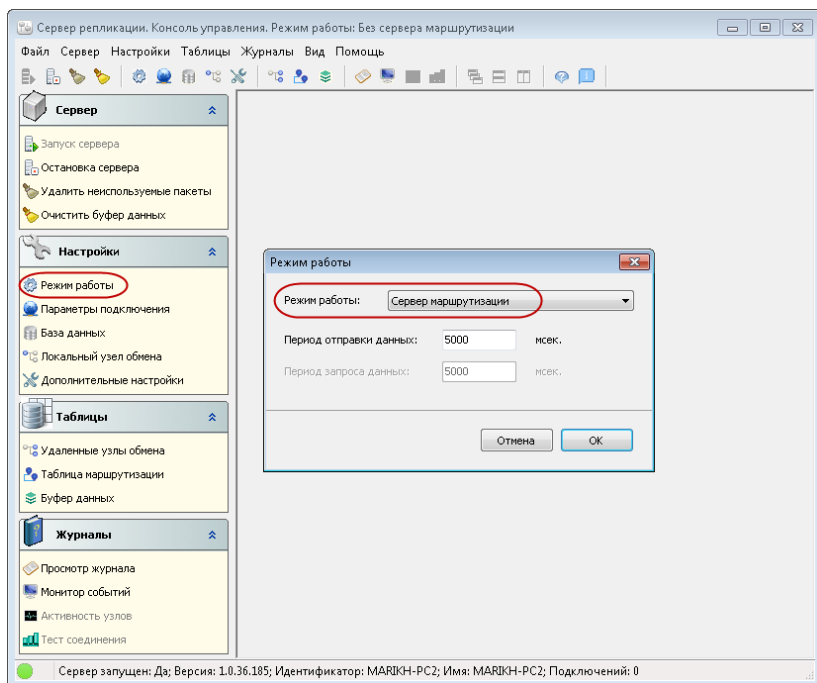 Сервер репликации. Консоль управления. Режим работы: Без сервера маршрутизации
Файл Сервер Настройки Таблицы Журналы Вид Помощь
Сервер
Запуск сервера
Остановка сервера
Удалить неиспользуемые пакеты
Очистить буфер данных
Настройки
Режим работы
Параметры подключения
База данных
Локальный узел обмена
Дополнительные настройки
Таблицы
Удаленные узлы обмена
Таблица маршрутизации
Буфер данных
Журналы
Просмотр журнала
Монитор событий
Активность узлов
Тест соединения
Режим работы
Режим работы: Сервер маршрутизации
Период отправки данных: 5000 мсек.
Период запроса данных: 5000 мсек.
Отмена OK
Сервер запущен: Да; Версия: 1.0.36.185; Идентификатор: MARIKH-PC2; Имя: MARIKH-PC2; Подключений: 0